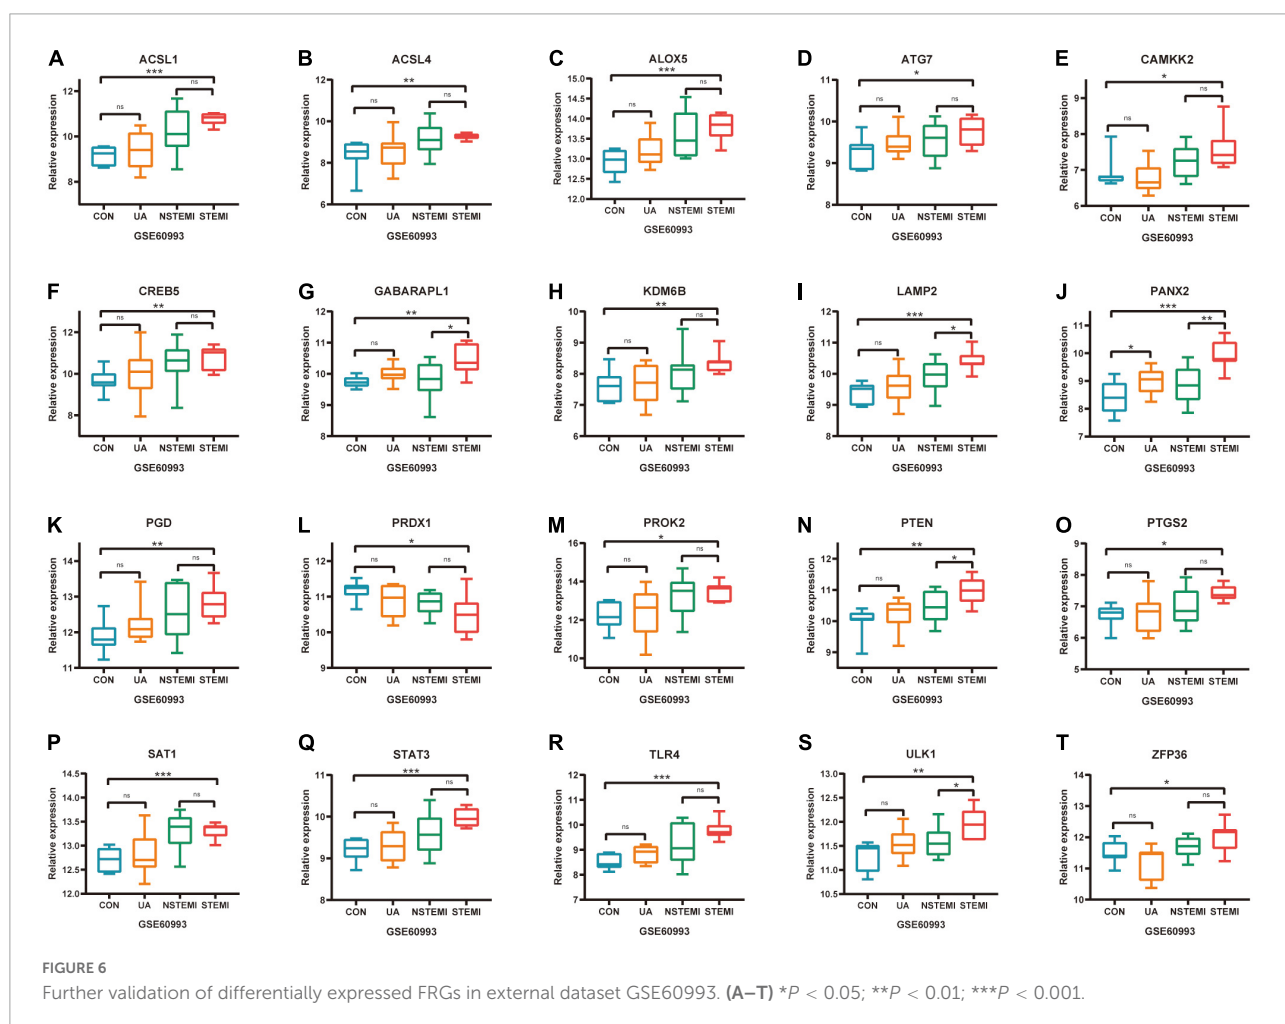 A
ACSL1
***
ns
ns
Relative expression
12
10
8
CON UA NSTEMI STEMI
GSE60993
B
ACSL4
**
ns
ns
Relative expression
12
10
8
6
CON UA NSTEMI STEMI
GSE60993
C
ALOX5
***
ns
ns
Relative expression
15.0
14.5
14.0
13.5
13.0
12.5
12.0
CON UA NSTEMI STEMI
GSE60993
D
ATG7
*
ns
ns
Relative expression
11
10
9
8
CON UA NSTEMI STEMI
GSE60993
E
CAMKK2
*
ns
ns
Relative expression
9
8
7
6
CON UA NSTEMI STEMI
GSE60993
F
CREB5
**
ns
ns
Relative expression
12
10
8
CON UA NSTEMI STEMI
GSE60993
G
GABARAPL1
**
ns
*
Relative expression
12
11
10
9
8
CON UA NSTEMI STEMI
GSE60993
H
KDM6B
**
ns
ns
Relative expression
10
9
8
7
6
CON UA NSTEMI STEMI
GSE60993
I
LAMP2
***
ns
*
Relative expression
12
11
10
9
8
CON UA NSTEMI STEMI
GSE60993
J
PANX2
***
*
**
Relative expression
11
10
9
8
7
CON UA NSTEMI STEMI
GSE60993
K
PGD
**
ns
ns
Relative expression
14
13
12
11
CON UA NSTEMI STEMI
GSE60993
L
PRDX1
*
ns
ns
Relative expression
12
11
10
9
CON UA NSTEMI STEMI
GSE60993
M
PROK2
*
ns
ns
Relative expression
16
14
12
10
CON UA NSTEMI STEMI
GSE60993
N
PTEN
**
ns
*
Relative expression
12
11
10
9
CON UA NSTEMI STEMI
GSE60993
O
PTGS2
*
ns
ns
Relative expression
9
8
7
6
5
CON UA NSTEMI STEMI
GSE60993
P
SAT1
***
ns
ns
Relative expression
14.5
14.0
13.5
13.0
12.5
12.0
CON UA NSTEMI STEMI
GSE60993
Q
STAT3
***
ns
ns
Relative expression
11
10
9
8
CON UA NSTEMI STEMI
GSE60993
R
TLR4
***
ns
ns
Relative expression
12
11
10
9
8
7
CON UA NSTEMI STEMI
GSE60993
S
ULK1
**
ns
*
Relative expression
13.0
12.5
12.0
11.5
11.0
10.5
CON UA NSTEMI STEMI
GSE60993
T
ZFP36
*
ns
ns
Relative expression
14
13
12
11
10
CON UA NSTEMI STEMI
GSE60993
FIGURE 6
Further validation of differentially expressed FRGs in external dataset GSE60993. (A–T) *P < 0.05; **P < 0.01; ***P < 0.001.